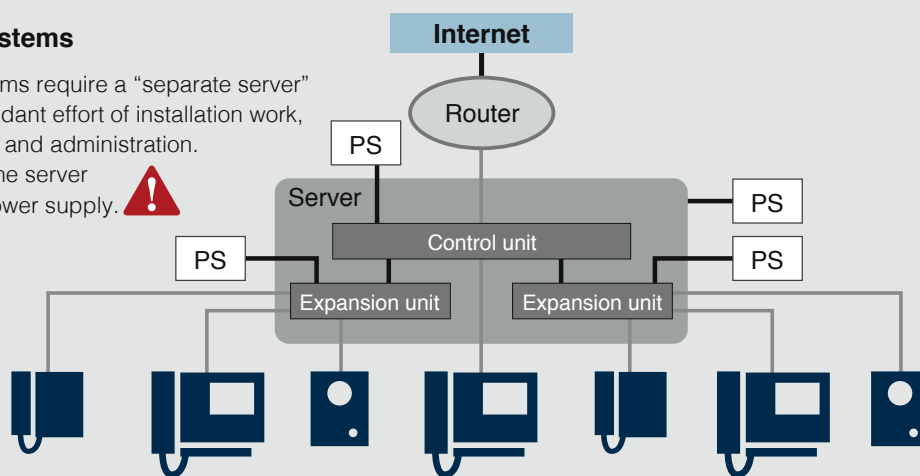 stems
Internet
ms require a “separate server”
dant effort of installation work,
and administration.
ne server
ower supply.
Router
PS
Server
PS
Control unit
PS
PS
Expansion unit
Expansion unit